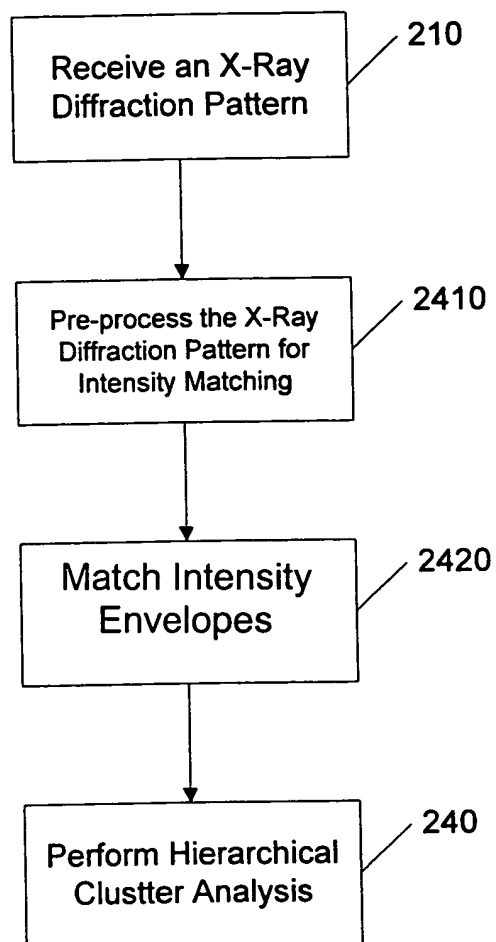 210
Receive an X-Ray
Diffraction Pattern
2410
Pre-process the X-Ray
Diffraction Pattern for
Intensity Matching
2420
Match Intensity
Envelopes
240
Perform Hierarchical
Clustter Analysis